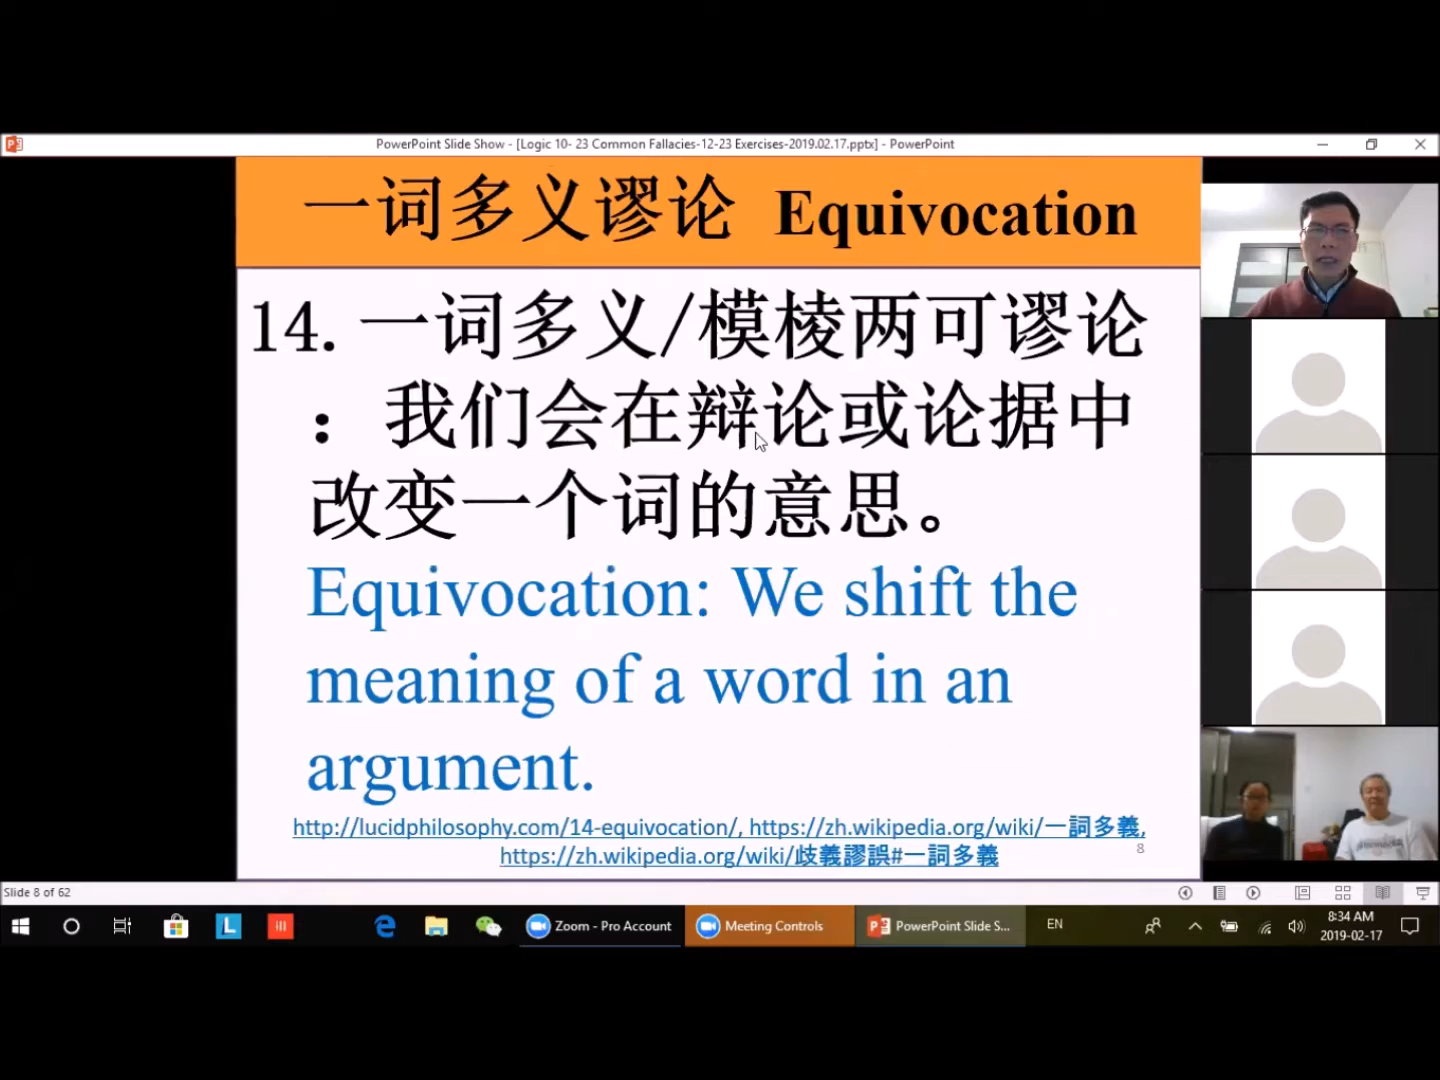 PowerPoint Slide Show - [Logic 10- 23 Common Fallacies-12-23 Exercises-2019.02.17.pptx] - PowerPoint
一词多义谬论 Equivocation
14. 一词多义/模棱两可谬论
：我们会在辩论或论据中
改变一个词的意思。
Equivocation: We shift the
meaning of a word in an
argument.
http://lucidphilosophy.com/14-equivocation/, https://zh.wikipedia.org/wiki/一詞多義,
https://zh.wikipedia.org/wiki/歧義謬誤#一詞多義
8
Slide 8 of 62
L
Zoom - Pro Account
Meeting Controls
PowerPoint Slide S...
EN
8:34 AM
2019-02-17